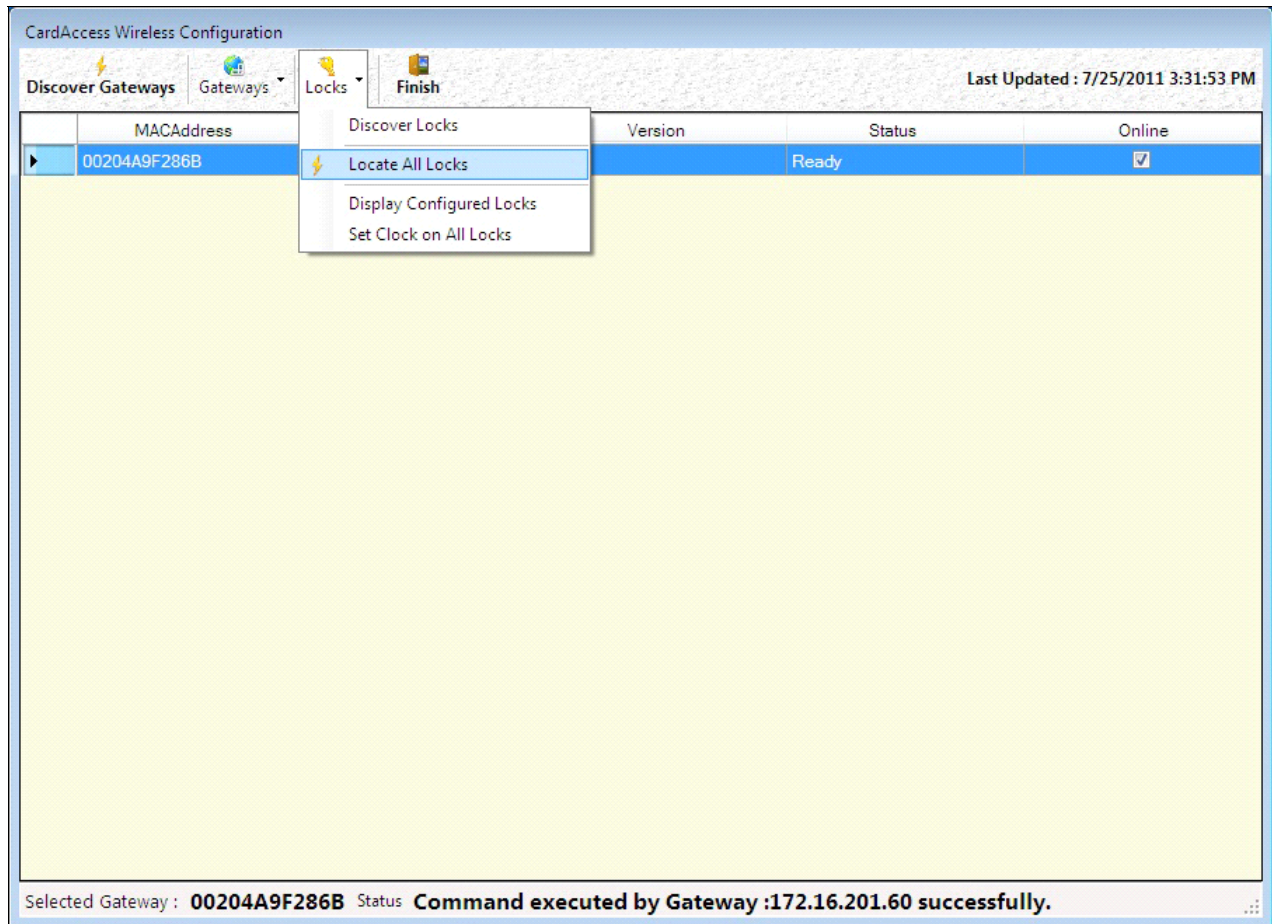 CardAccess Wireless Configuration
Discover Gateways Gateways Locks Finish Last Updated : 7/25/2011 3:31:53 PM
MACAddress Version Status Online
00204A9F286B Ready
Discover Locks
Locate All Locks
Display Configured Locks
Set Clock on All Locks
Selected Gateway : 00204A9F286B Status Command executed by Gateway :172.16.201.60 successfully.